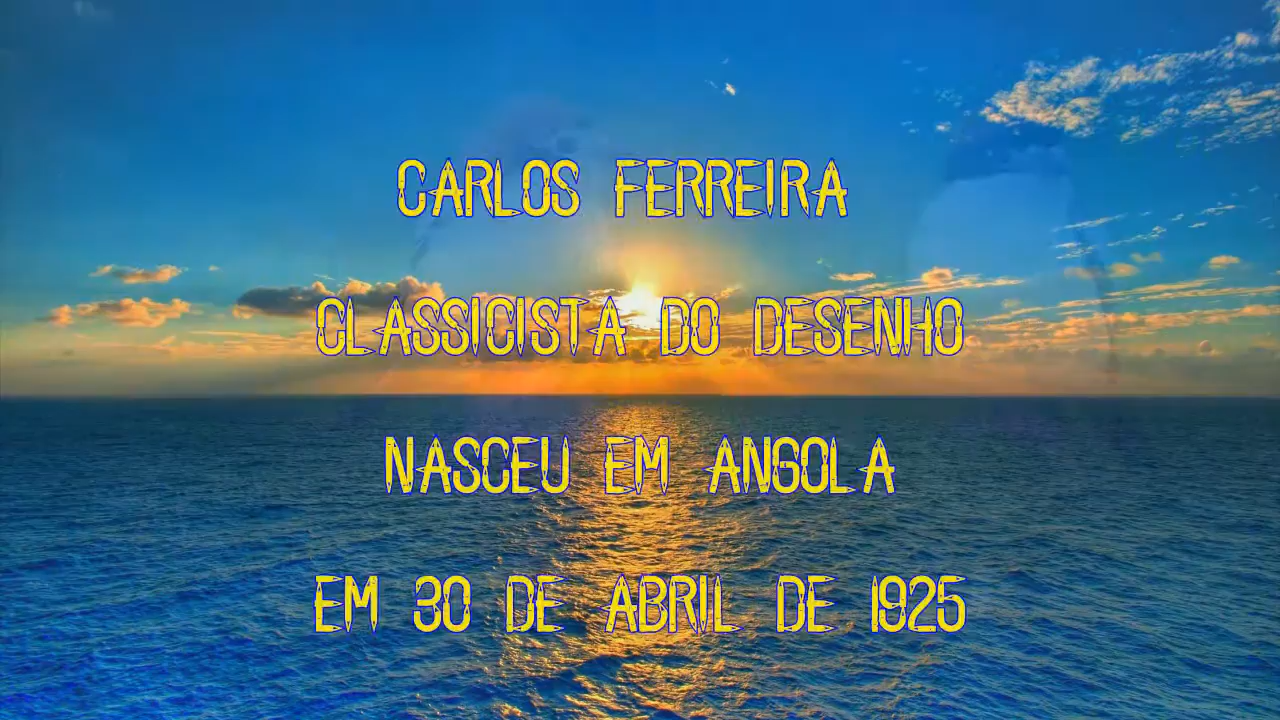 CARLOS FERREIRA
CLASSICISTA DO DESENHO
NASCEU EM ANGOLA
EM 30 DE ABRIL DE 1925